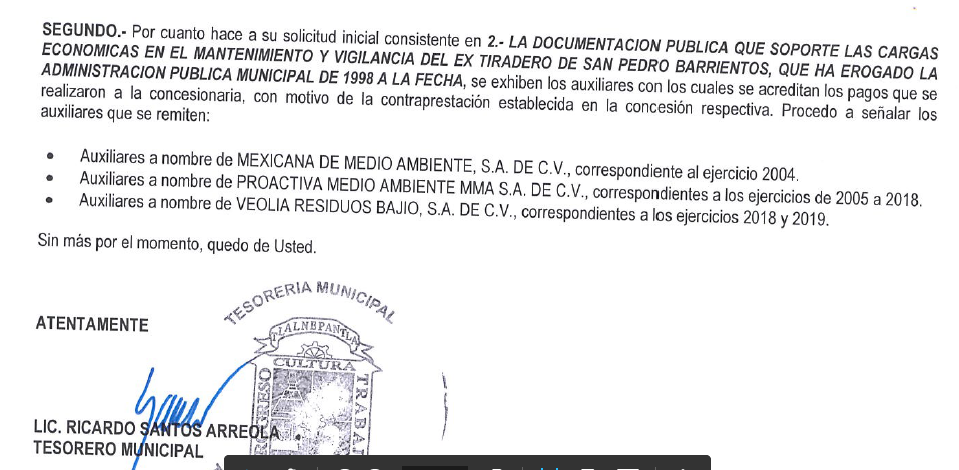 SEGUNDO.- Por cuanto hace a su solicitud inicial consistente en 2.- LA DOCUMENTACION PUBLICA QUE SOPORTE LAS CARGAS
ECONOMICAS EN EL MANTENIMIENTO Y VIGILANCIA DEL EX TIRADERO DE SAN PEDRO BARRIENTOS, QUE HA EROGADO LA
ADMINISTRACION PUBLICA MUNICIPAL DE 1998 A LA FECHA, se exhiben los auxiliares con los cuales se acreditan los pagos que se
realizaron a la concesionaria, con motivo de la contraprestación establecida en la concesión respectiva. Procedo a señalar los
auxiliares que se remiten:
• Auxiliares a nombre de MEXICANA DE MEDIO AMBIENTE, S.A. DE C.V., correspondiente al ejercicio 2004.
• Auxiliares a nombre de PROACTIVA MEDIO AMBIENTE MMA S.A. DE C.V., correspondientes a los ejercicios de 2005 a 2018.
• Auxiliares a nombre de VEOLIA RESIDUOS BAJIO, S.A. DE C.V., correspondientes a los ejercicios 2018 y 2019.
Sin más por el momento, quedo de Usted.
TESORERIA MUNICIPAL
ATENTAMENTE
TLALNEPANTLA
CULTURA
PROGRESO
TRABA
LIC. RICARDO SANTOS ARREOLA
TESORERO MUNICIPAL